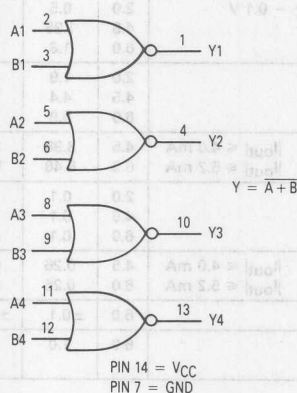 A1 2
1 Y1
B1 3
A2 5
4 Y2
B2 6
Y = A+B
A3 8
10 Y3
B3 9
A4 11
13 Y4
B4 12
PIN 14 = VCC
PIN 7 = GND